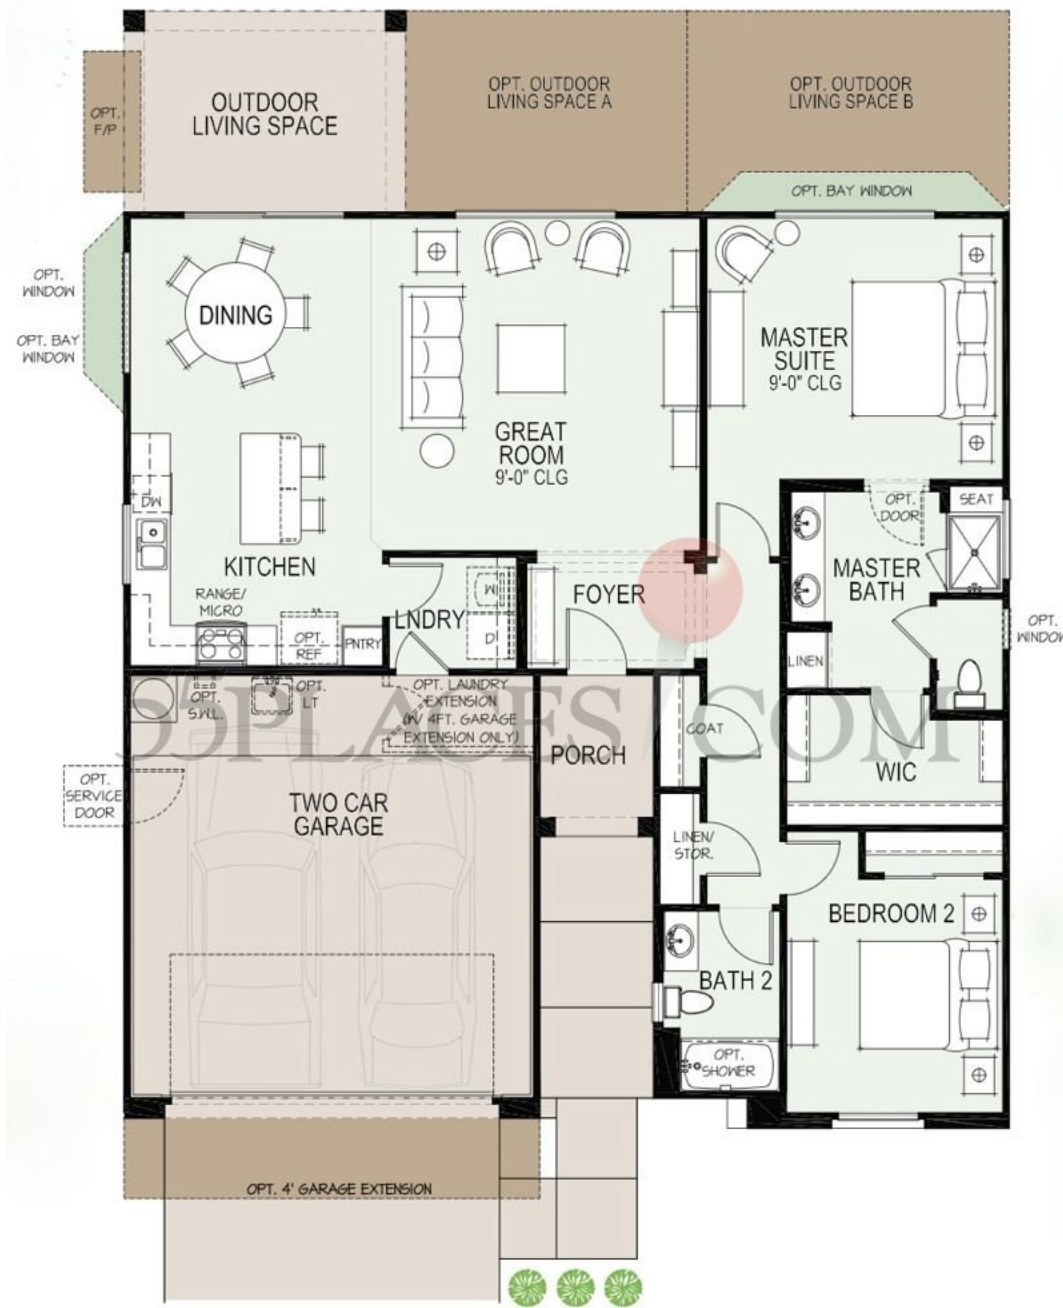 OPT. OUTDOOR
LIVING SPACE A
OPT. OUTDOOR
LIVING SPACE B
OUTDOOR
LIVING SPACE
OPT.
F/P
OPT. BAY WINDOW
OPT.
WINDOW
OPT. BAY
WINDOW
DINING
MASTER
SUITE
9'-0" CLG
GREAT
ROOM
9'-0" CLG
DW
OPT.
DOOR
SEAT
KITCHEN
MASTER
BATH
RANGE/
MICRO
FOYER
W
LNDRY
D
OPT.
REF
PNTRY
OPT.
WINDOW
LINEN
OPT.
S.W.L.
OPT.
LT
OPT. LAUNDRY
EXTENSION
(W/ 4FT. GARAGE
EXTENSION ONLY)
55PLACES/COM
COAT
PORCH
WIC
OPT.
SERVICE
DOOR
TWO CAR
GARAGE
LINEN/
STOR.
BEDROOM 2
BATH 2
OPT.
SHOWER
OPT. 4' GARAGE EXTENSION